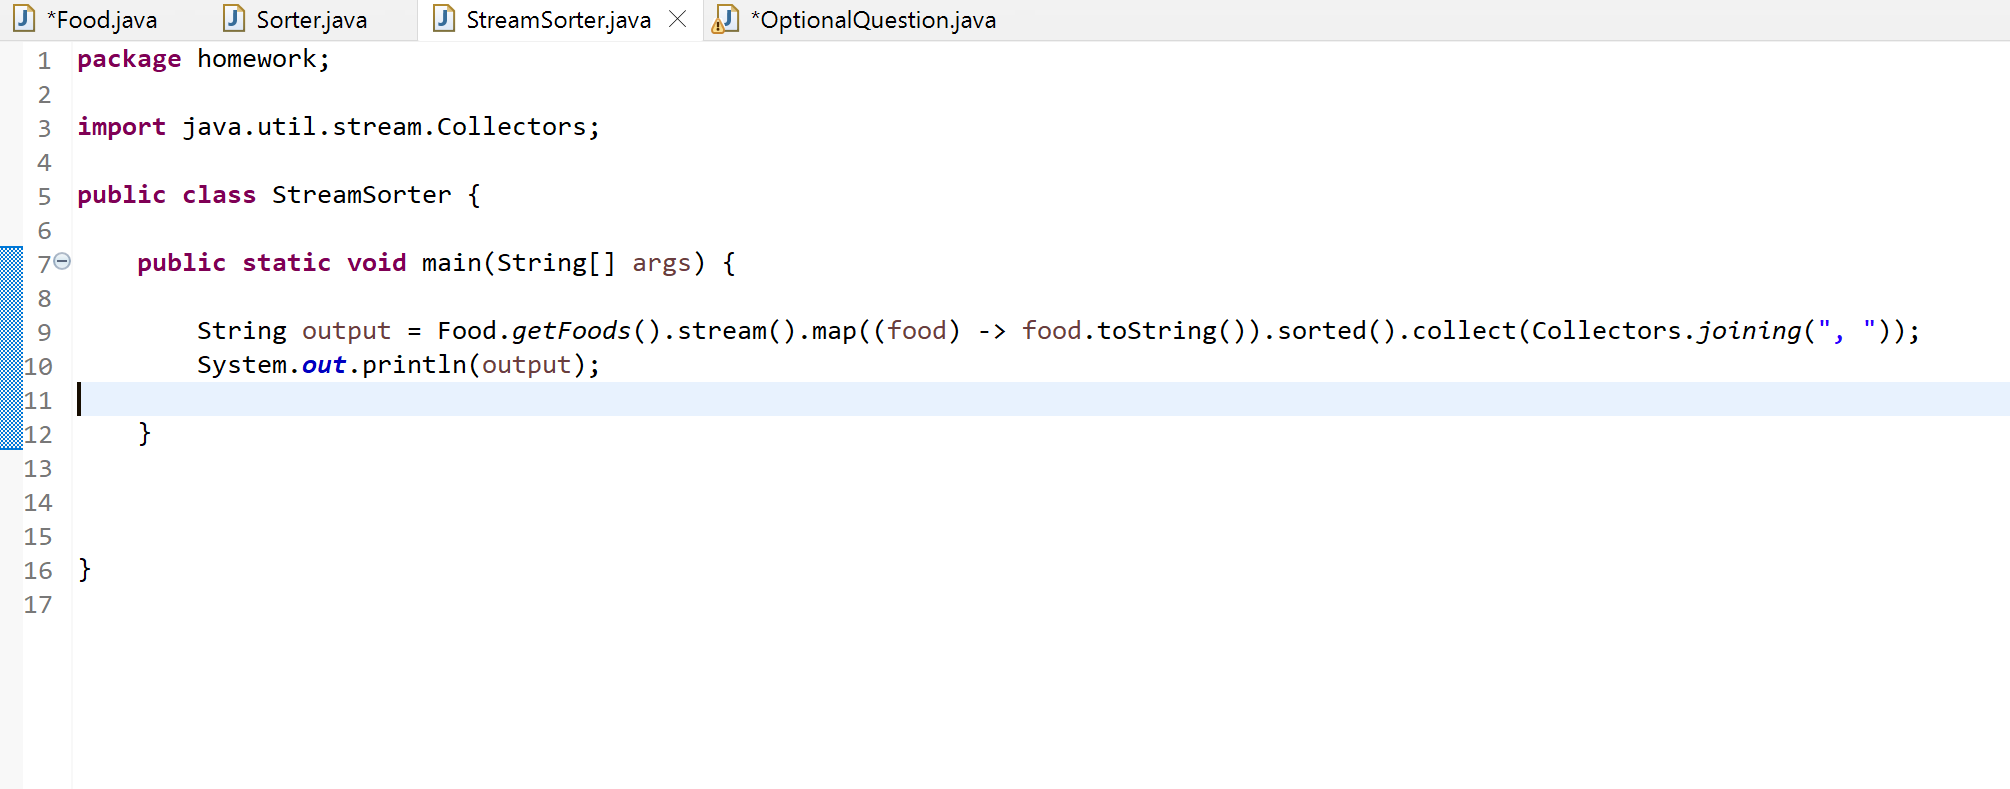 *Food.java Sorter.java StreamSorter.java *OptionalQuestion.java
1 package homework;
2
3 import java.util.stream.Collectors;
4
5 public class StreamSorter {
6
7 public static void main(String[] args) {
8
9 String output = Food.getFoods().stream().map((food) -> food.toString()).sorted().collect(Collectors.joining(", "));
10 System.out.println(output);
11
12 }
13
14
15
16 }
17